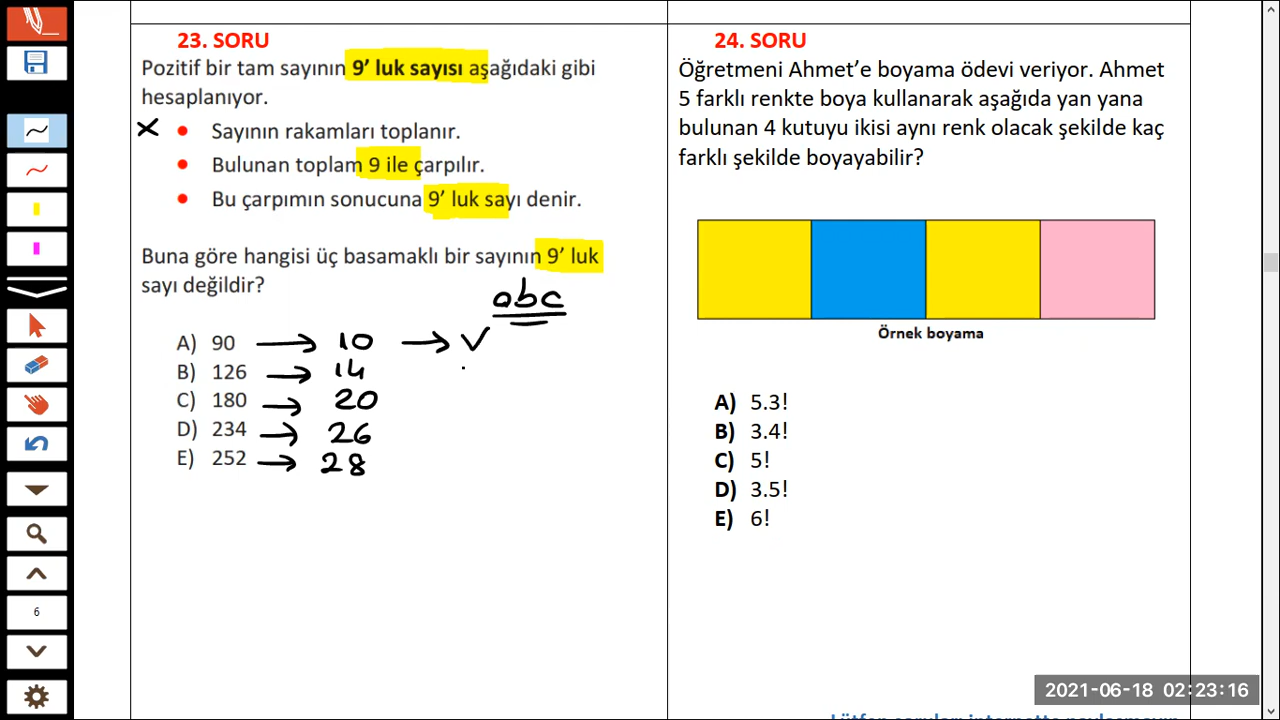 23. SORU
Pozitif bir tam sayının 9’ luk sayısı aşağıdaki gibi
hesaplanıyor.
× • Sayının rakamları toplanır.
• Bulunan toplam 9 ile çarpılır.
• Bu çarpımın sonucuna 9’ luk sayı denir.
Buna göre hangisi üç basamaklı bir sayının 9’ luk
sayı değildir?
abc
A) 90 → 10 → ✓
B) 126 → 14
C) 180 → 20
D) 234 → 26
E) 252 → 28
24. SORU
Öğretmeni Ahmet’e boyama ödevi veriyor. Ahmet
5 farklı renkte boya kullanarak aşağıda yan yana
bulunan 4 kutuyu ikisi aynı renk olacak şekilde kaç
farklı şekilde boyayabilir?
Örnek boyama
A) 5.3!
B) 3.4!
C) 5!
D) 3.5!
E) 6!
6
2021-06-18 02:23:16